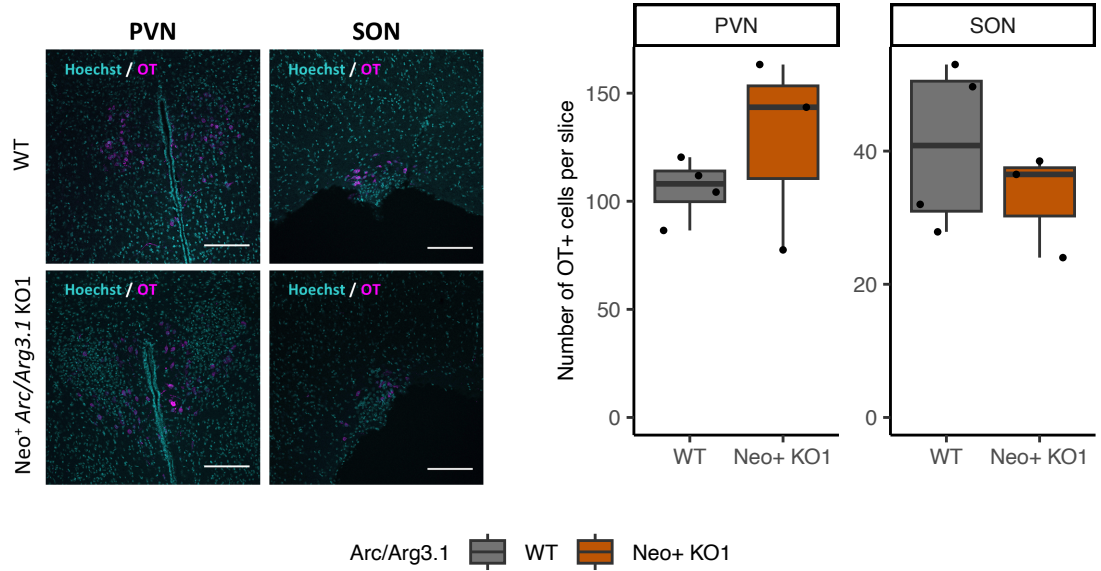 PVN SON
WT
Hoechst / OT
Hoechst / OT
Neo⁺ Arc/Arg3.1 KO1
Hoechst / OT
Hoechst / OT
Number of OT+ cells per slice
PVN
150
100
50
0
WT Neo+ KO1
SON
40
20
0
WT Neo+ KO1
Arc/Arg3.1 WT Neo+ KO1